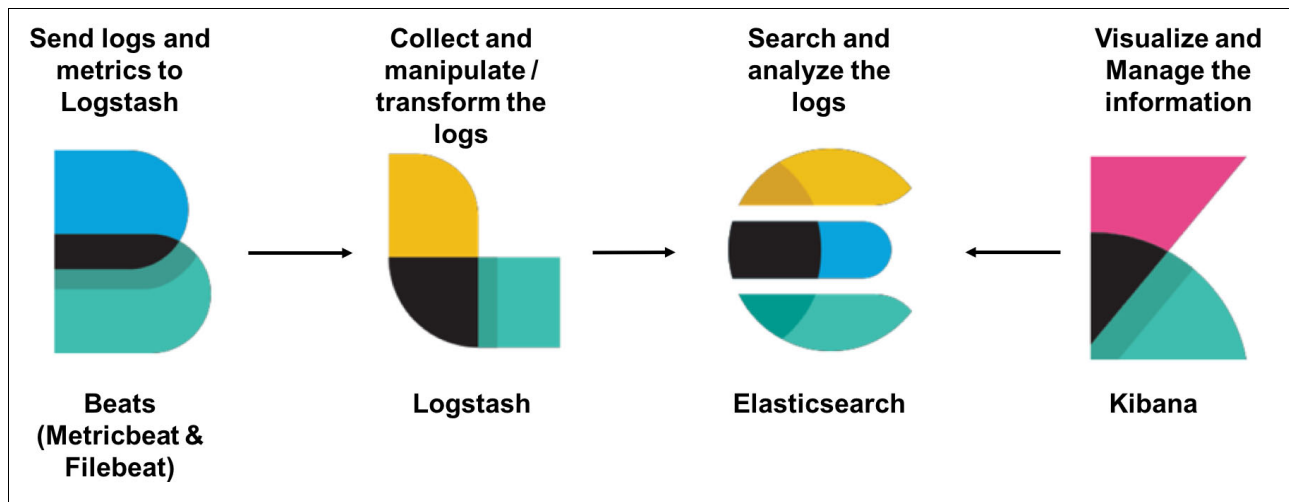 Send logs and
metrics to
Logstash
Collect and
manipulate /
transform the
logs
Search and
analyze the
logs
Visualize and
Manage the
information
Beats
(Metricbeat &
Filebeat)
Logstash
Elasticsearch
Kibana